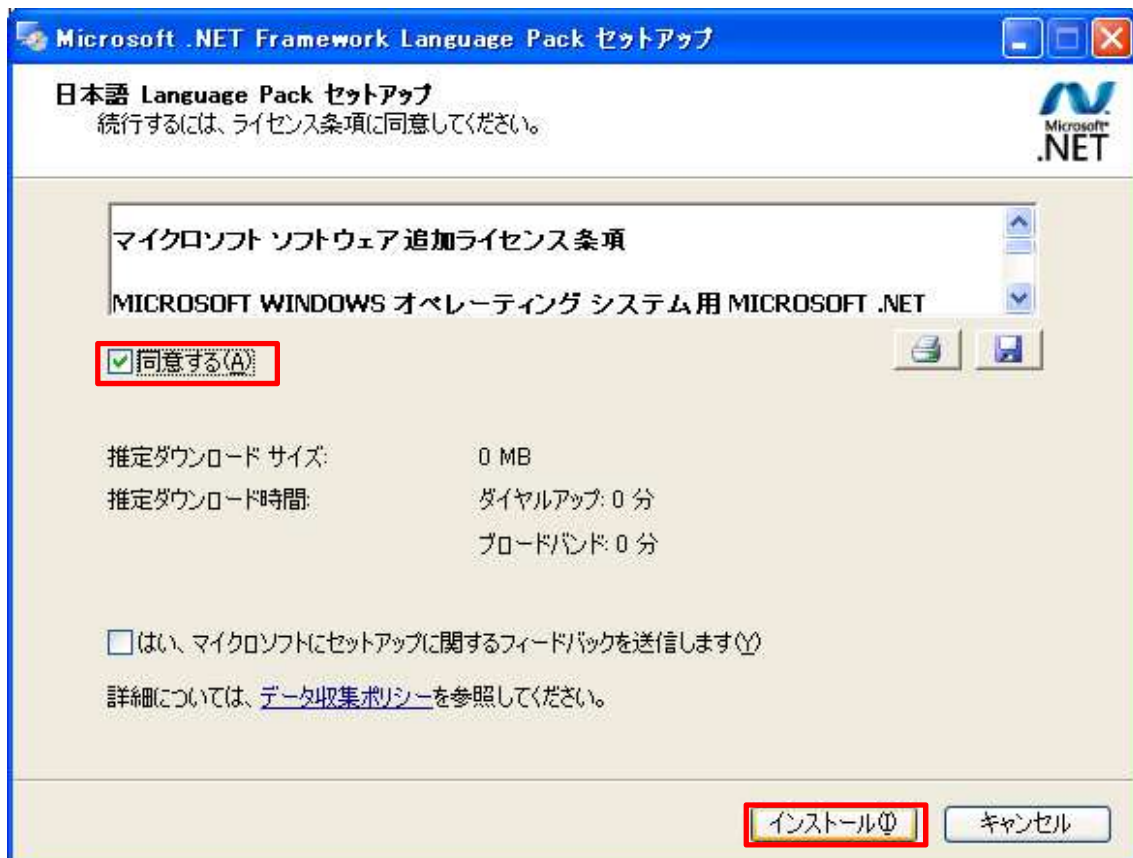 Microsoft .NET Framework Language Pack セットアップ
日本語 Language Pack セットアップ
続行するには、ライセンス条項に同意してください。
Microsoft
.NET
マイクロソフト ソフトウェア追加ライセンス条項
MICROSOFT WINDOWS オペレーティング システム用 MICROSOFT .NET
同意する(A)
推定ダウンロード サイズ: 0 MB
推定ダウンロード時間: ダイヤルアップ: 0 分
ブロードバンド: 0 分
はい、マイクロソフトにセットアップに関するフィードバックを送信します(Y)
詳細については、データ収集ポリシーを参照してください。
インストール(I) キャンセル